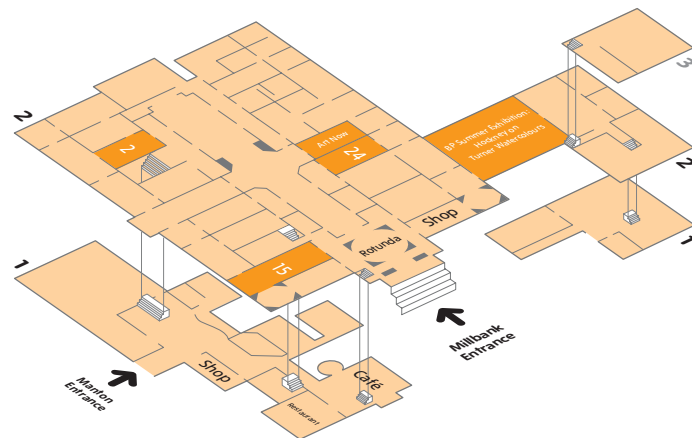 3
2
BP Summer Exhibition:
Hockney on
Turner Watercolours
Art Now
24
2
2
Shop
Rotunda
15
1
1
Millbank
Entrance
Manton
Entrance
Shop
Café
Restaurant